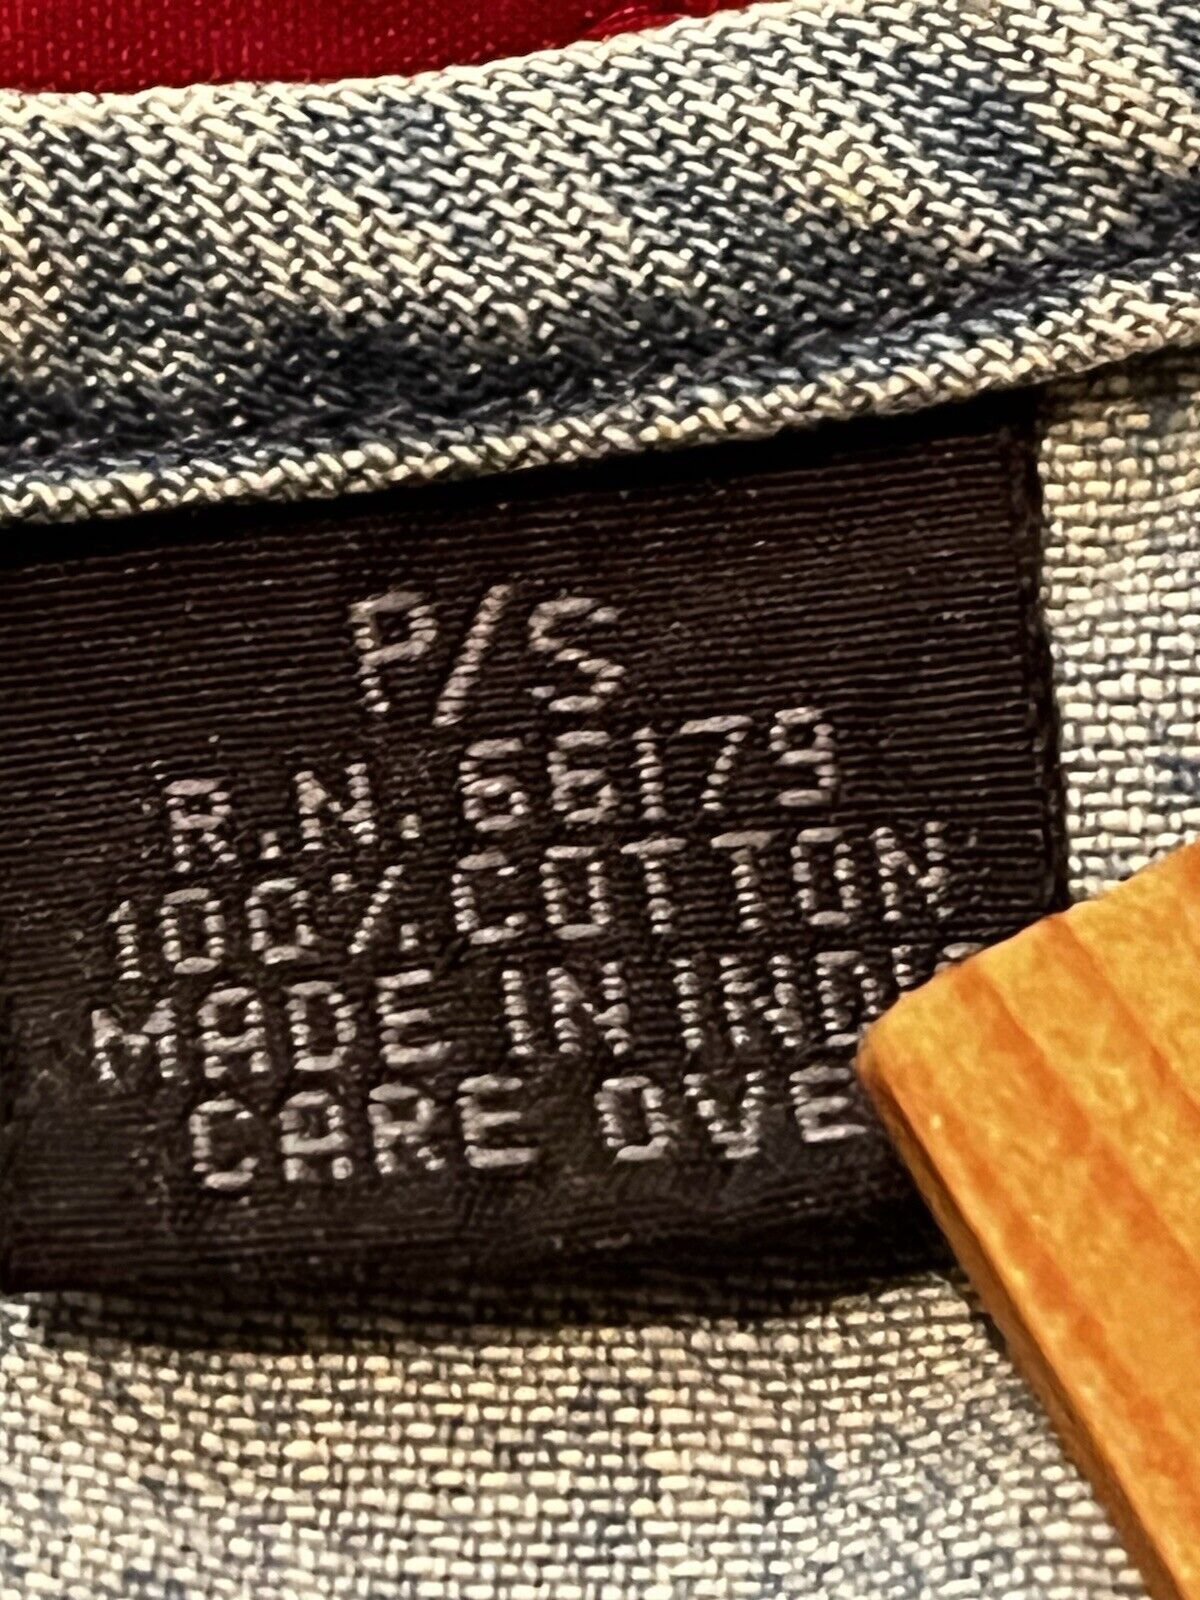 P/S
R.N. 66179
100% COTTON
MADE IN
CARE